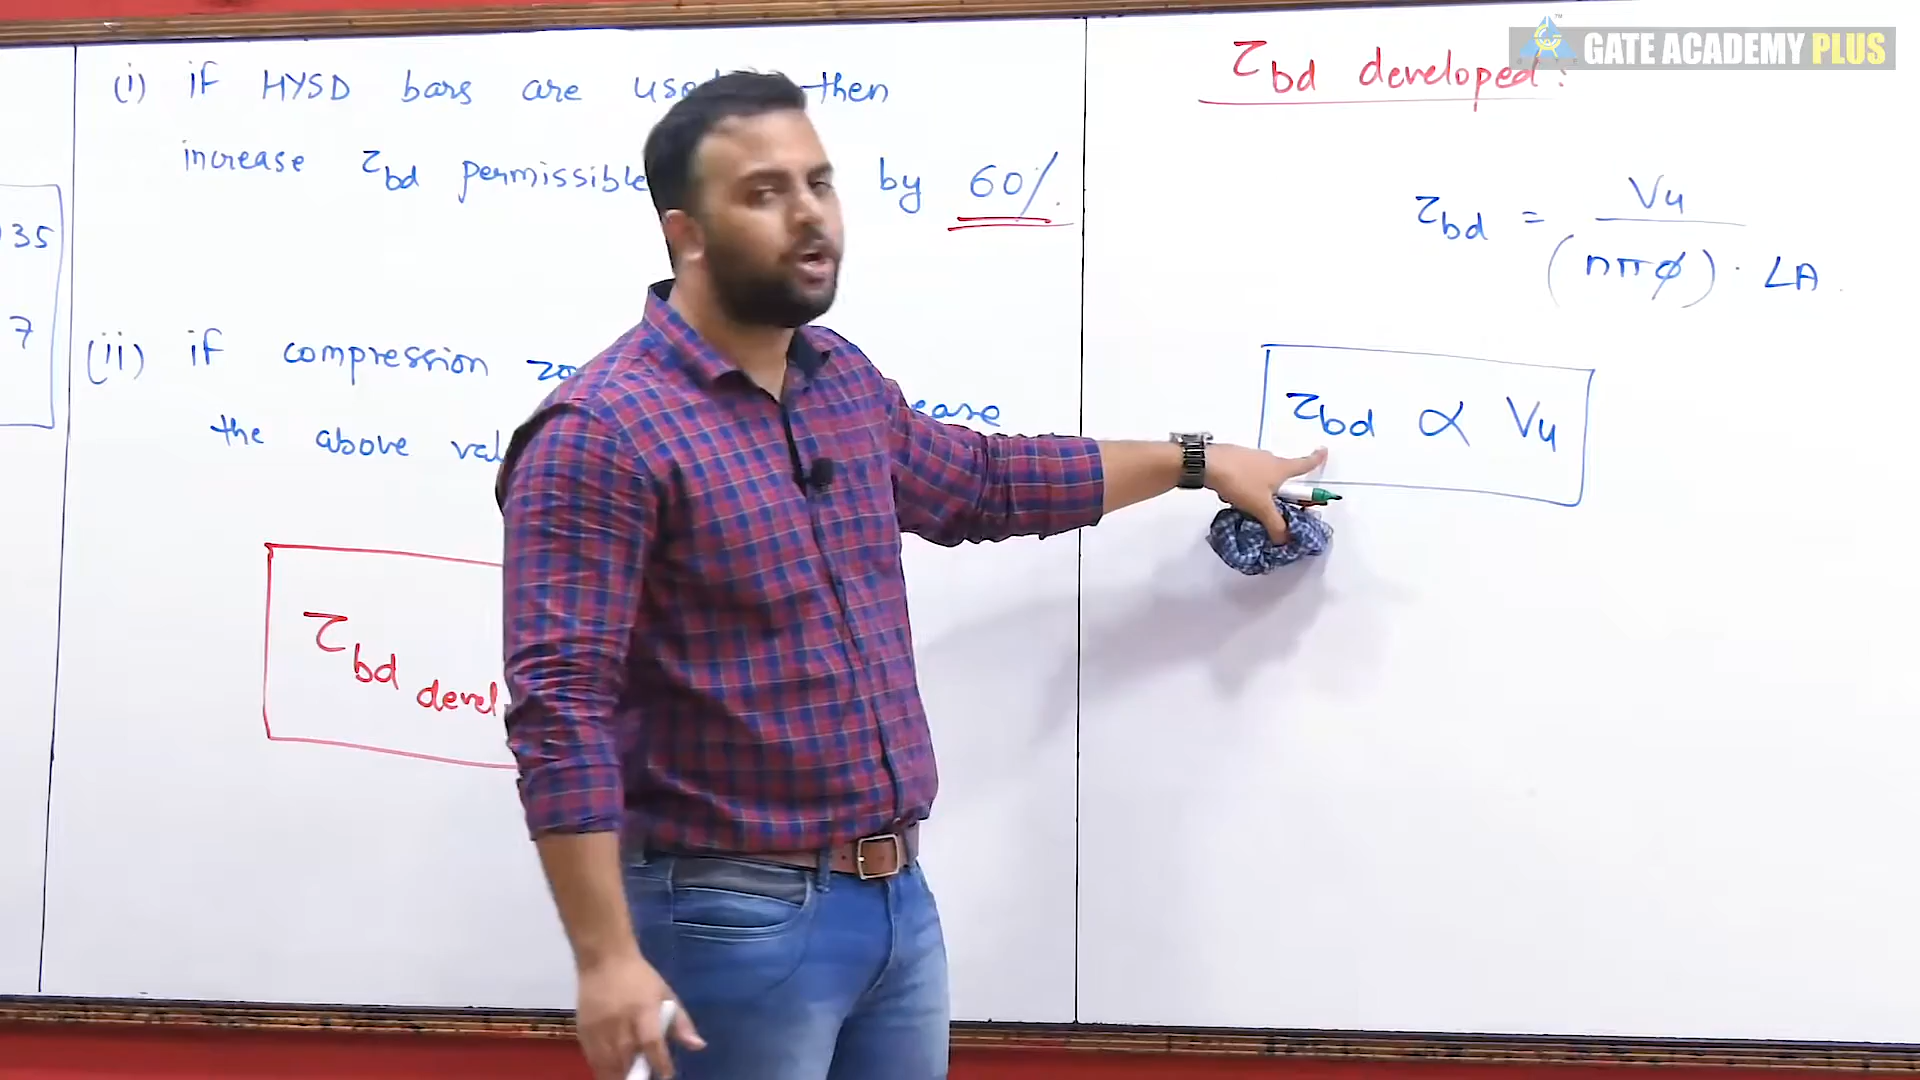 35
7
(i) if HYSD bars are then
increase τbd permissible by 60%.
(ii) if compression
the above
τbd
τbd developed:
τbd = Vu / (nπϕ) · LA
τbd ∝ Vu
GATE ACADEMY PLUS